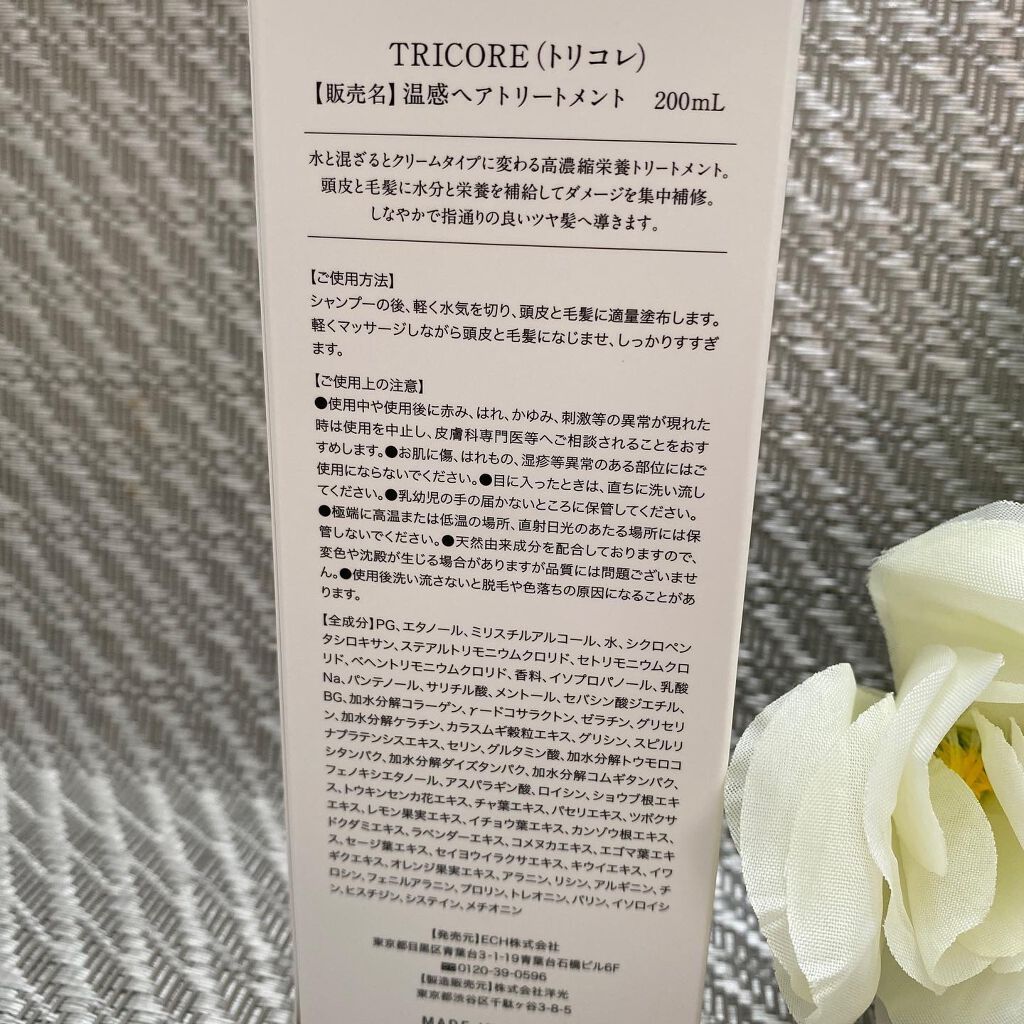 TRICORE(トリコレ)
【販売名】温感ヘアトリートメント 200mL
水と混ざるとクリームタイプに変わる高濃縮栄養トリートメント。
頭皮と毛髪に水分と栄養を補給してダメージを集中補修。
しなやかで指通りの良いツヤ髪へ導きます。
【ご使用方法】
シャンプーの後、軽く水気を切り、頭皮と毛髪に適量塗布します。
軽くマッサージしながら頭皮と毛髪になじませ、しっかりすすぎ
ます。
【ご使用上の注意】
●使用中や使用後に赤み、はれ、かゆみ、刺激等の異常が現れた
時は使用を中止し、皮膚科専門医等へご相談されることをおす
すめします。●お肌に傷、はれもの、湿疹等異常のある部位にはご
使用にならないでください。●目に入ったときは、直ちに洗い流し
てください。●乳幼児の手の届かないところに保管してください。
●極端に高温または低温の場所、直射日光のあたる場所には保
管しないでください。●天然由来成分を配合しておりますので、
変色や沈殿が生じる場合がありますが品質には問題ございませ
ん。●使用後洗い流さないと脱毛や色落ちの原因になることがあ
ります。
【全成分】PG、エタノール、ミリスチルアルコール、水、シクロペン
タシロキサン、ステアルトリモニウムクロリド、セトリモニウムクロ
リド、ベヘントリモニウムクロリド、香料、イソプロパノール、乳酸
Na、パンテノール、サリチル酸、メントール、セバシン酸ジエチル、
BG、加水分解コラーゲン、γ-ドコサラクトン、ゼラチン、グリセリ
ン、加水分解ケラチン、カラスムギ穀粒エキス、グリシン、スピルリ
ナプラテンシスエキス、セリン、グルタミン酸、加水分解トウモロコ
シタンパク、加水分解ダイズタンパク、加水分解コムギタンパク、
フェノキシエタノール、アスパラギン酸、ロイシン、ショウブ根エキ
ス、トウキンセンカ花エキス、チャ葉エキス、パセリエキス、ツボクサ
エキス、レモン果実エキス、イチョウ葉エキス、カンゾウ根エキス、
ドクダミエキス、ラベンダーエキス、コメヌカエキス、エゴマ葉エキ
ス、セージ葉エキス、セイヨウイラクサエキス、キウイエキス、イワ
ギクエキス、オレンジ果実エキス、アラニン、リシン、アルギニン、チ
ロシン、フェニルアラニン、プロリン、トレオニン、バリン、イソロイシ
ン、ヒスチジン、システイン、メチオニン
【発売元】ECH株式会社
東京都目黒区青葉台3-1-19青葉台石橋ビル6F
0120-39-0596
【製造販売元】株式会社洋光
東京都渋谷区千駄ヶ谷3-8-5
MADE